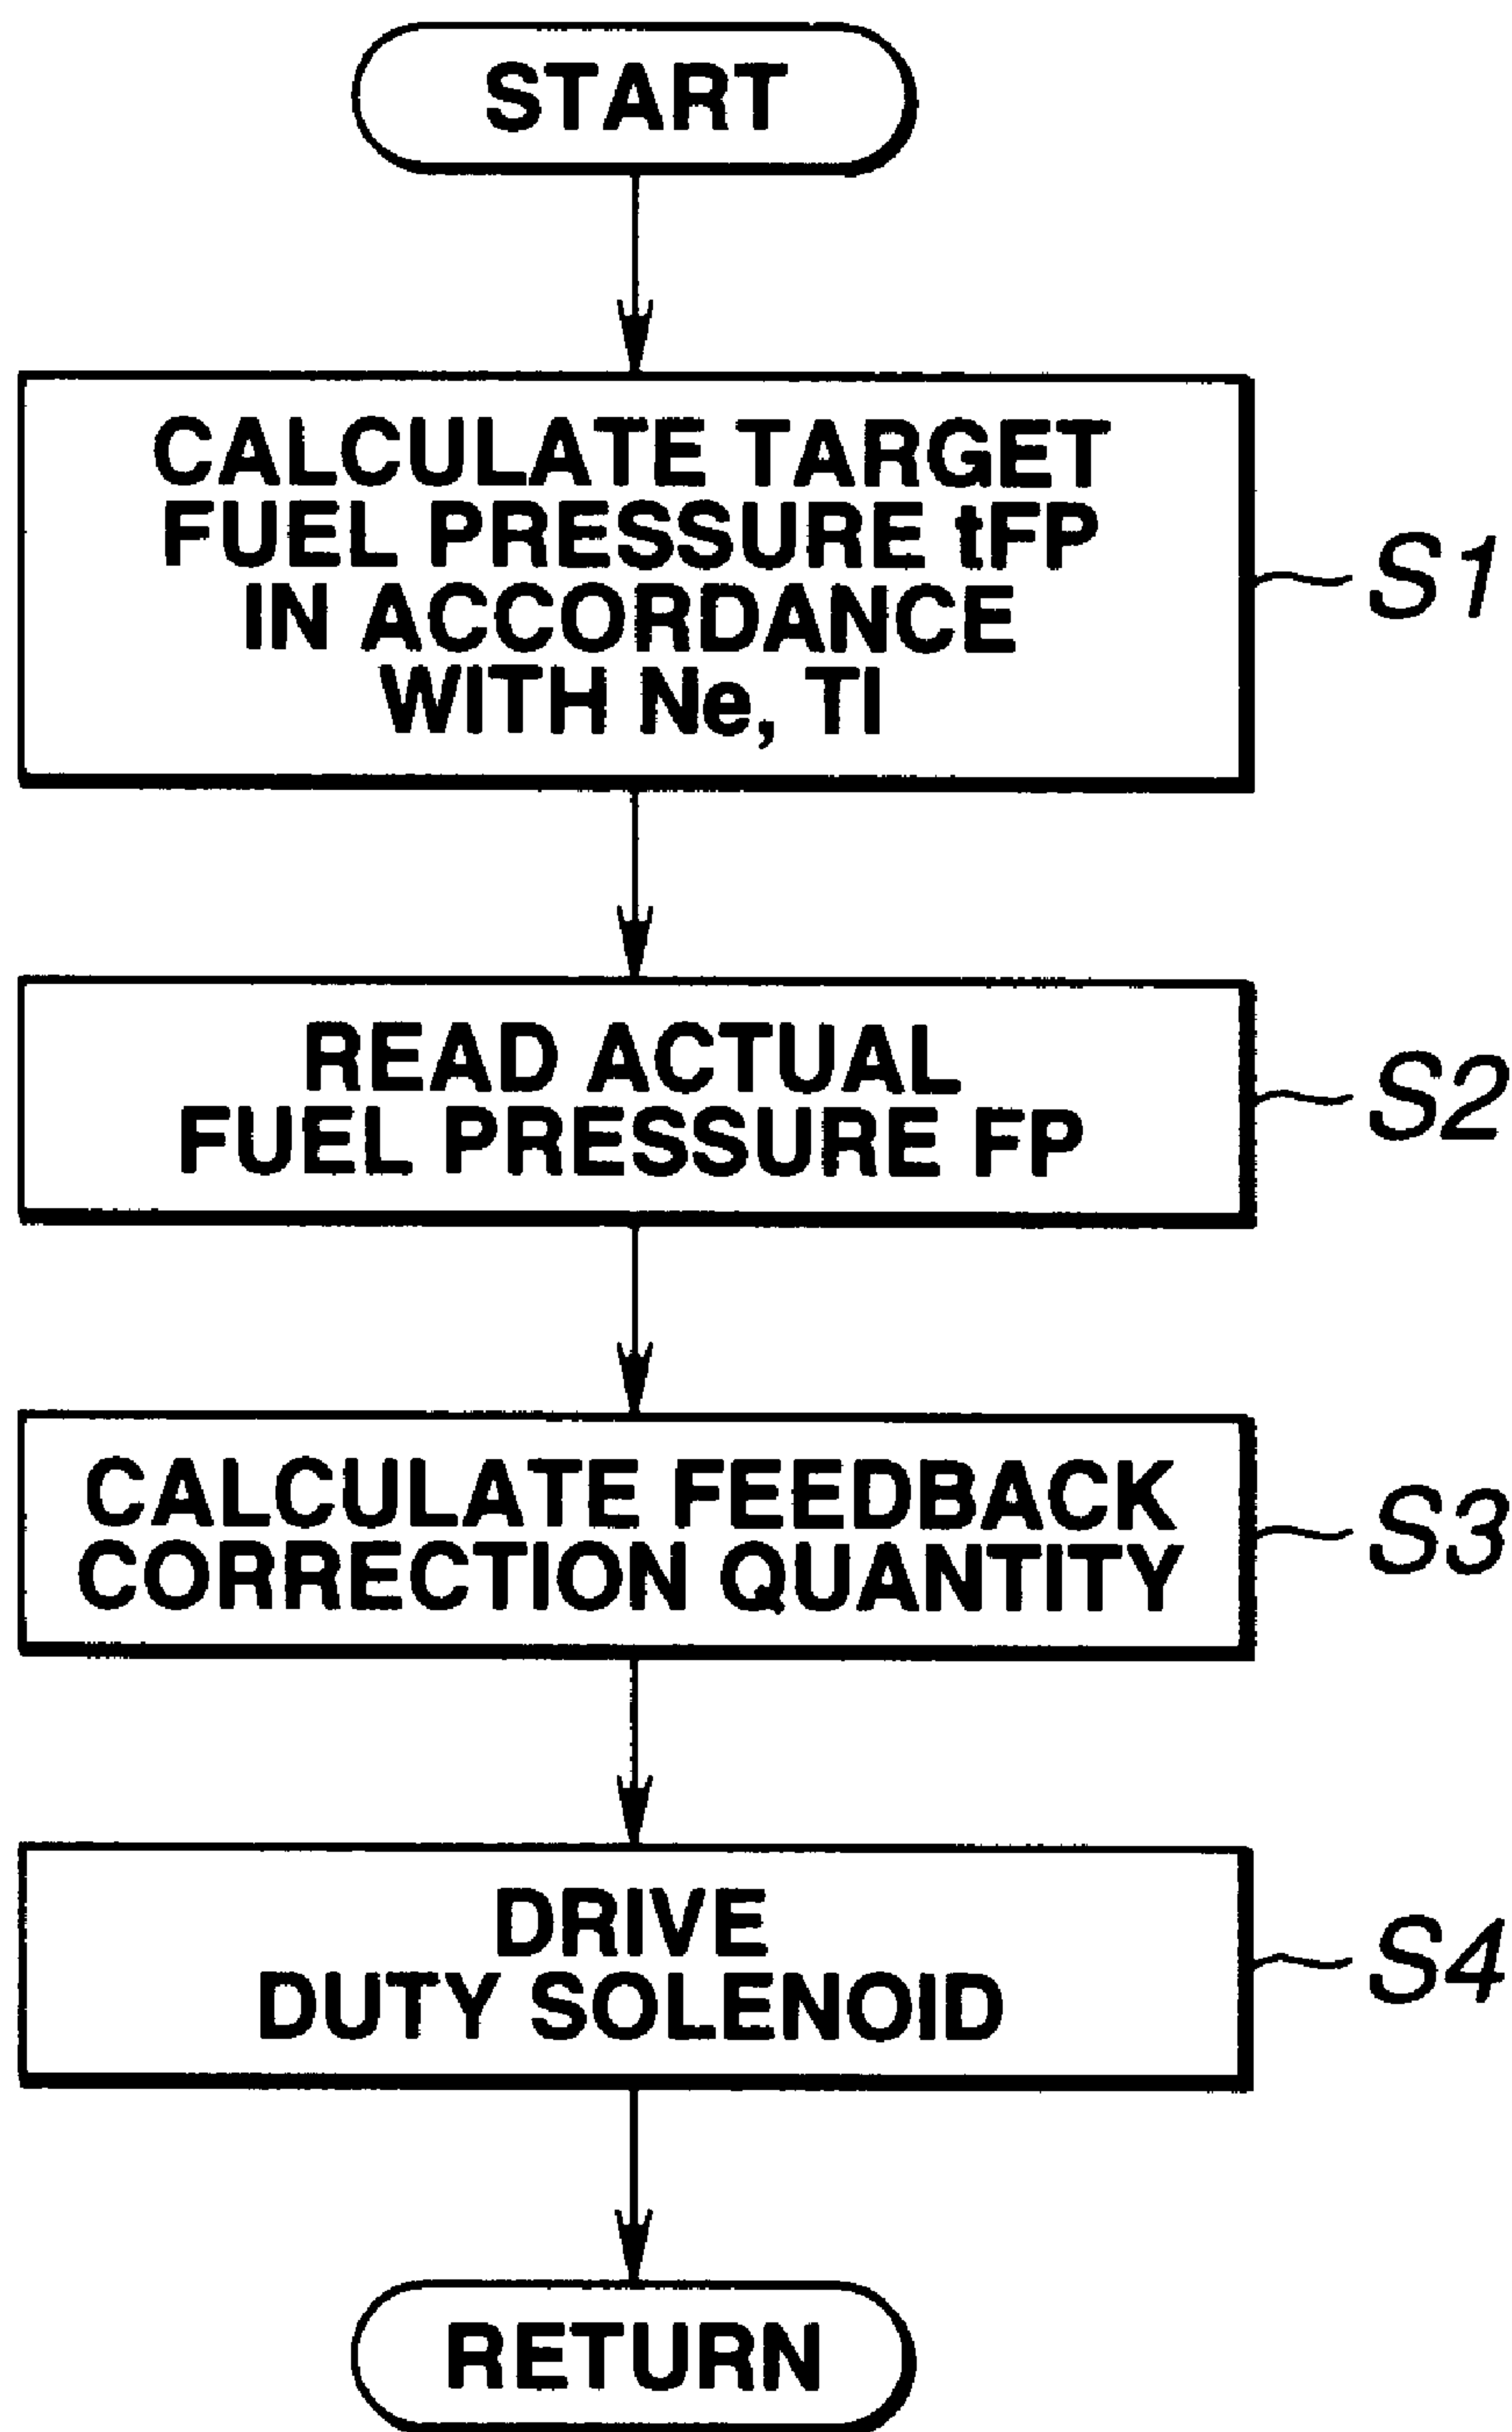 START
CALCULATE TARGET
FUEL PRESSURE tFP
IN ACCORDANCE
WITH Ne, TI
S1
READ ACTUAL
FUEL PRESSURE FP
S2
CALCULATE FEEDBACK
CORRECTION QUANTITY
S3
DRIVE
DUTY SOLENOID
S4
RETURN